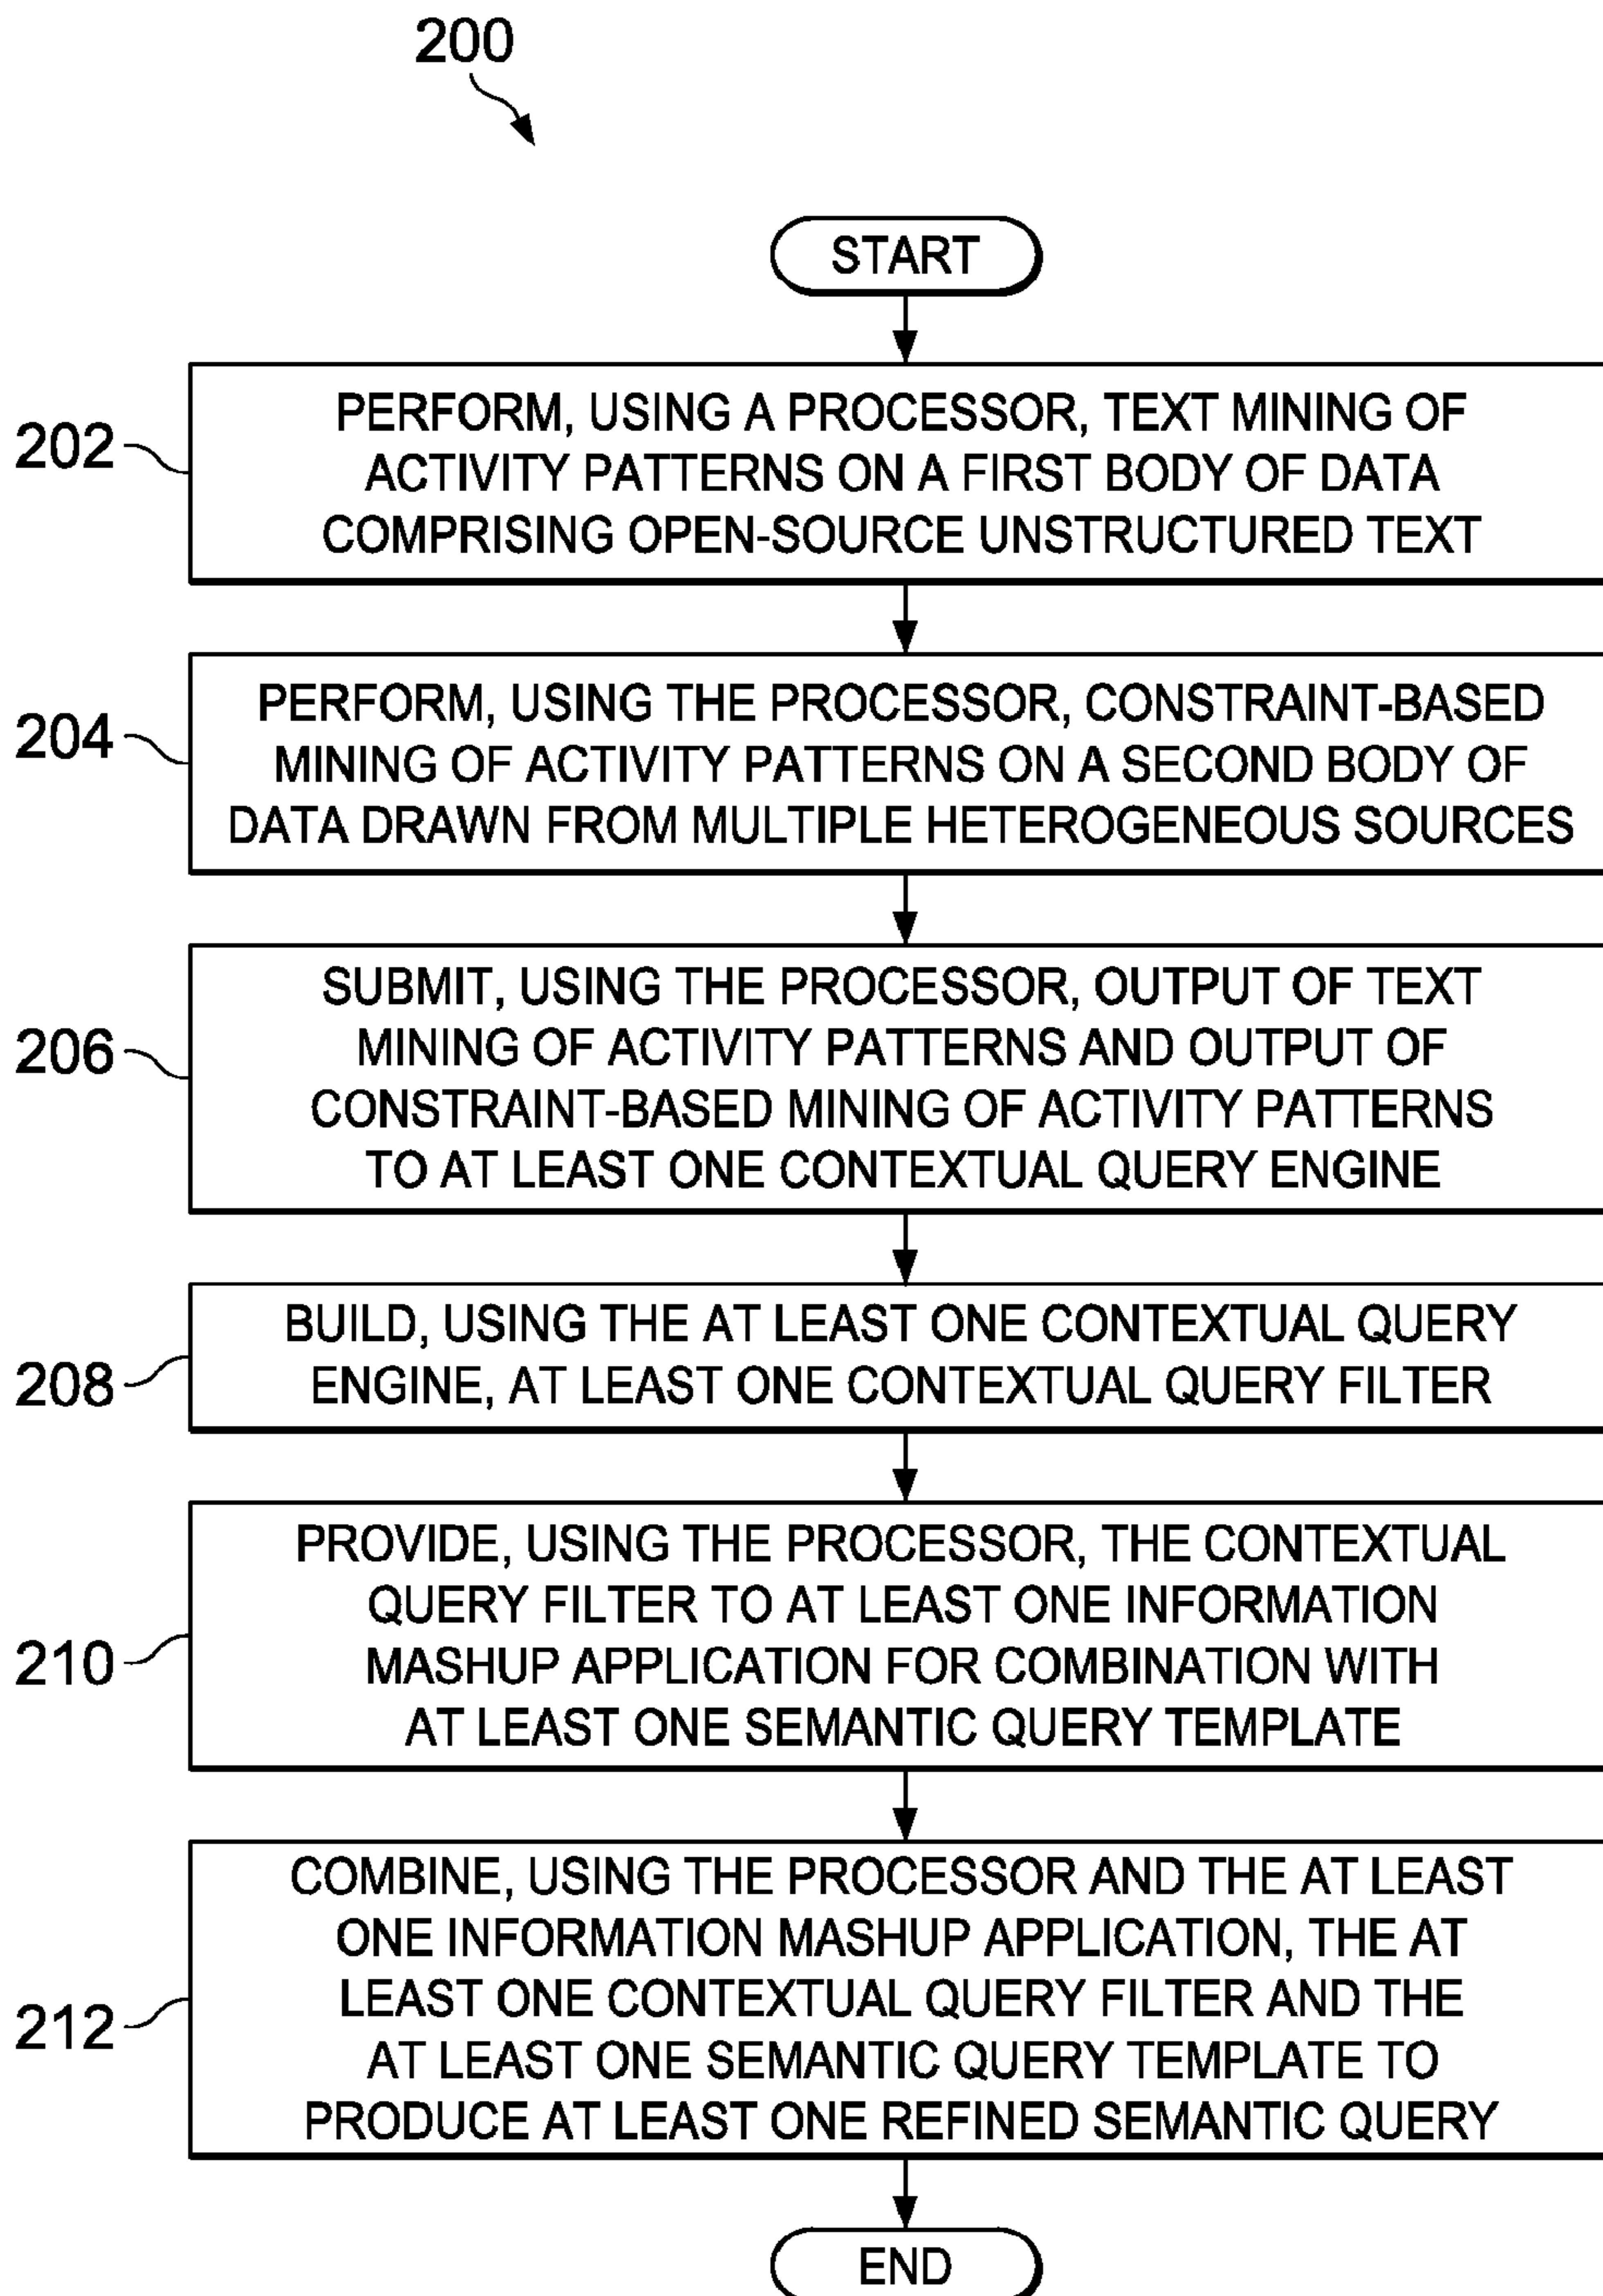 200
START
202
PERFORM, USING A PROCESSOR, TEXT MINING OF
ACTIVITY PATTERNS ON A FIRST BODY OF DATA
COMPRISING OPEN-SOURCE UNSTRUCTURED TEXT
204
PERFORM, USING THE PROCESSOR, CONSTRAINT-BASED
MINING OF ACTIVITY PATTERNS ON A SECOND BODY OF
DATA DRAWN FROM MULTIPLE HETEROGENEOUS SOURCES
206
SUBMIT, USING THE PROCESSOR, OUTPUT OF TEXT
MINING OF ACTIVITY PATTERNS AND OUTPUT OF
CONSTRAINT-BASED MINING OF ACTIVITY PATTERNS
TO AT LEAST ONE CONTEXTUAL QUERY ENGINE
208
BUILD, USING THE AT LEAST ONE CONTEXTUAL QUERY
ENGINE, AT LEAST ONE CONTEXTUAL QUERY FILTER
210
PROVIDE, USING THE PROCESSOR, THE CONTEXTUAL
QUERY FILTER TO AT LEAST ONE INFORMATION
MASHUP APPLICATION FOR COMBINATION WITH
AT LEAST ONE SEMANTIC QUERY TEMPLATE
212
COMBINE, USING THE PROCESSOR AND THE AT LEAST
ONE INFORMATION MASHUP APPLICATION, THE AT
LEAST ONE CONTEXTUAL QUERY FILTER AND THE
AT LEAST ONE SEMANTIC QUERY TEMPLATE TO
PRODUCE AT LEAST ONE REFINED SEMANTIC QUERY
END